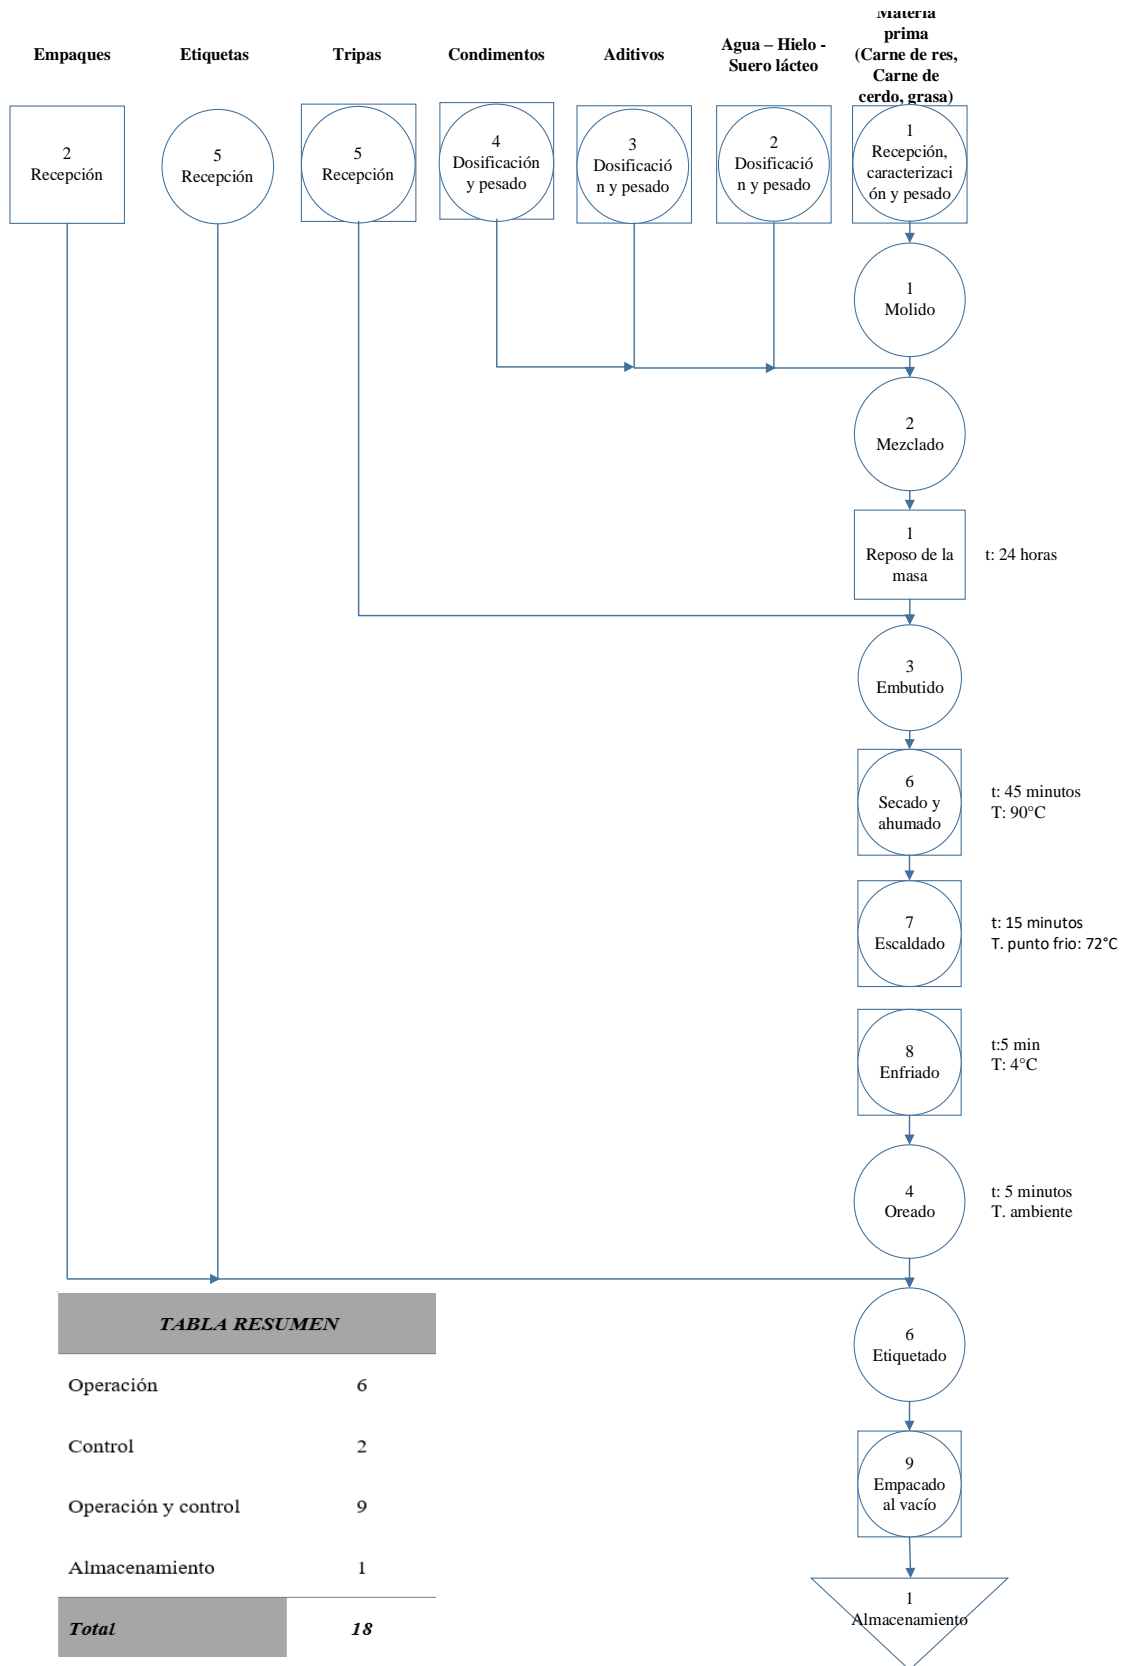 Empaques
Etiquetas
Tripas
Condimentos
Aditivos
Agua – Hielo -
Suero lácteo
Materia
prima
(Carne de res,
Carne de
cerdo, grasa)
2
Recepción
5
Recepción
5
Recepción
4
Dosificación
y pesado
3
Dosificació
n y pesado
2
Dosificació
n y pesado
1
Recepción,
caracterizaci
ón y pesado
1
Molido
2
Mezclado
1
Reposo de la
masa
t: 24 horas
3
Embutido
6
Secado y
ahumado
t: 45 minutos
T: 90°C
7
Escaldado
t: 15 minutos
T. punto frio: 72°C
8
Enfriado
t:5 min
T: 4°C
4
Oreado
t: 5 minutos
T. ambiente
6
Etiquetado
9
Empacado
al vacío
1
Almacenamiento
TABLA RESUMEN
Operación 6
Control 2
Operación y control 9
Almacenamiento 1
Total 18